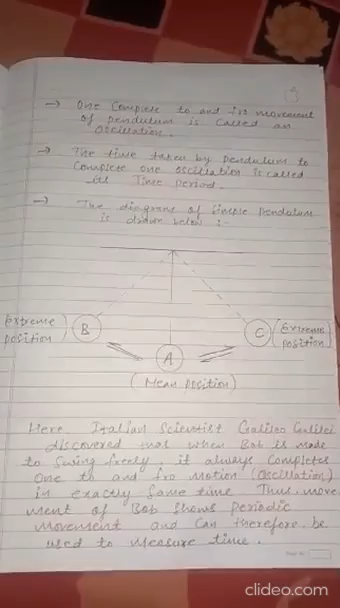 → One Complete to and fro movement
of pendulum is called an
oscillation.
→ The time taken by pendulum to
Complete one oscillation is called
its Time period.
→ The diagram of simple pendulum
is draw below :-
(Extreme position) B
C (Extreme position)
A
(Mean position)
Here, Italian Scientist Galileo Galilei
discovered that when Bob is made
to Swing freely it always Completes
One to and fro Motion (Oscillation)
in exactly Same time. Thus, move
ment of Bob Shows Periodic
Movement and Can therefore be
used to Measure time.
Page No.
clideo.com